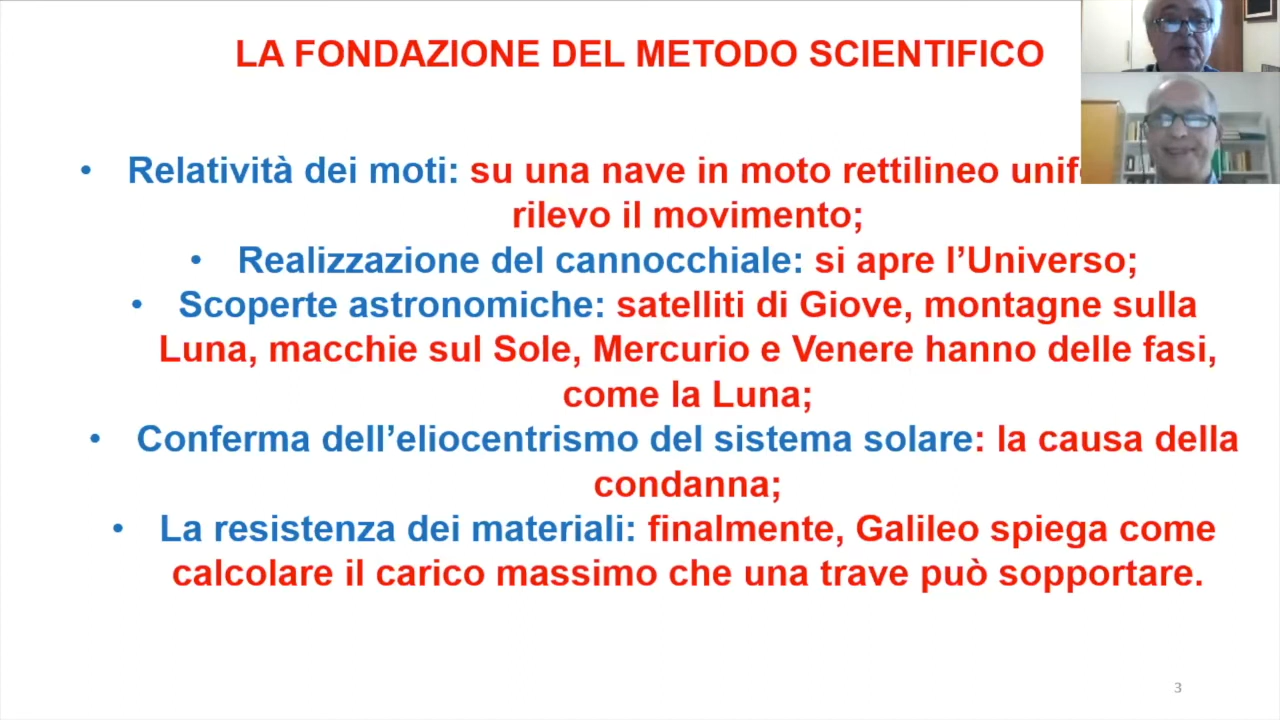 LA FONDAZIONE DEL METODO SCIENTIFICO
• Relatività dei moti: su una nave in moto rettilineo
rilevo il movimento;
• Realizzazione del cannocchiale: si apre l’Universo;
• Scoperte astronomiche: satelliti di Giove, montagne sulla
Luna, macchie sul Sole, Mercurio e Venere hanno delle fasi,
come la Luna;
• Conferma dell’eliocentrismo del sistema solare: la causa della
condanna;
• La resistenza dei materiali: finalmente, Galileo spiega come
calcolare il carico massimo che una trave può sopportare.
3